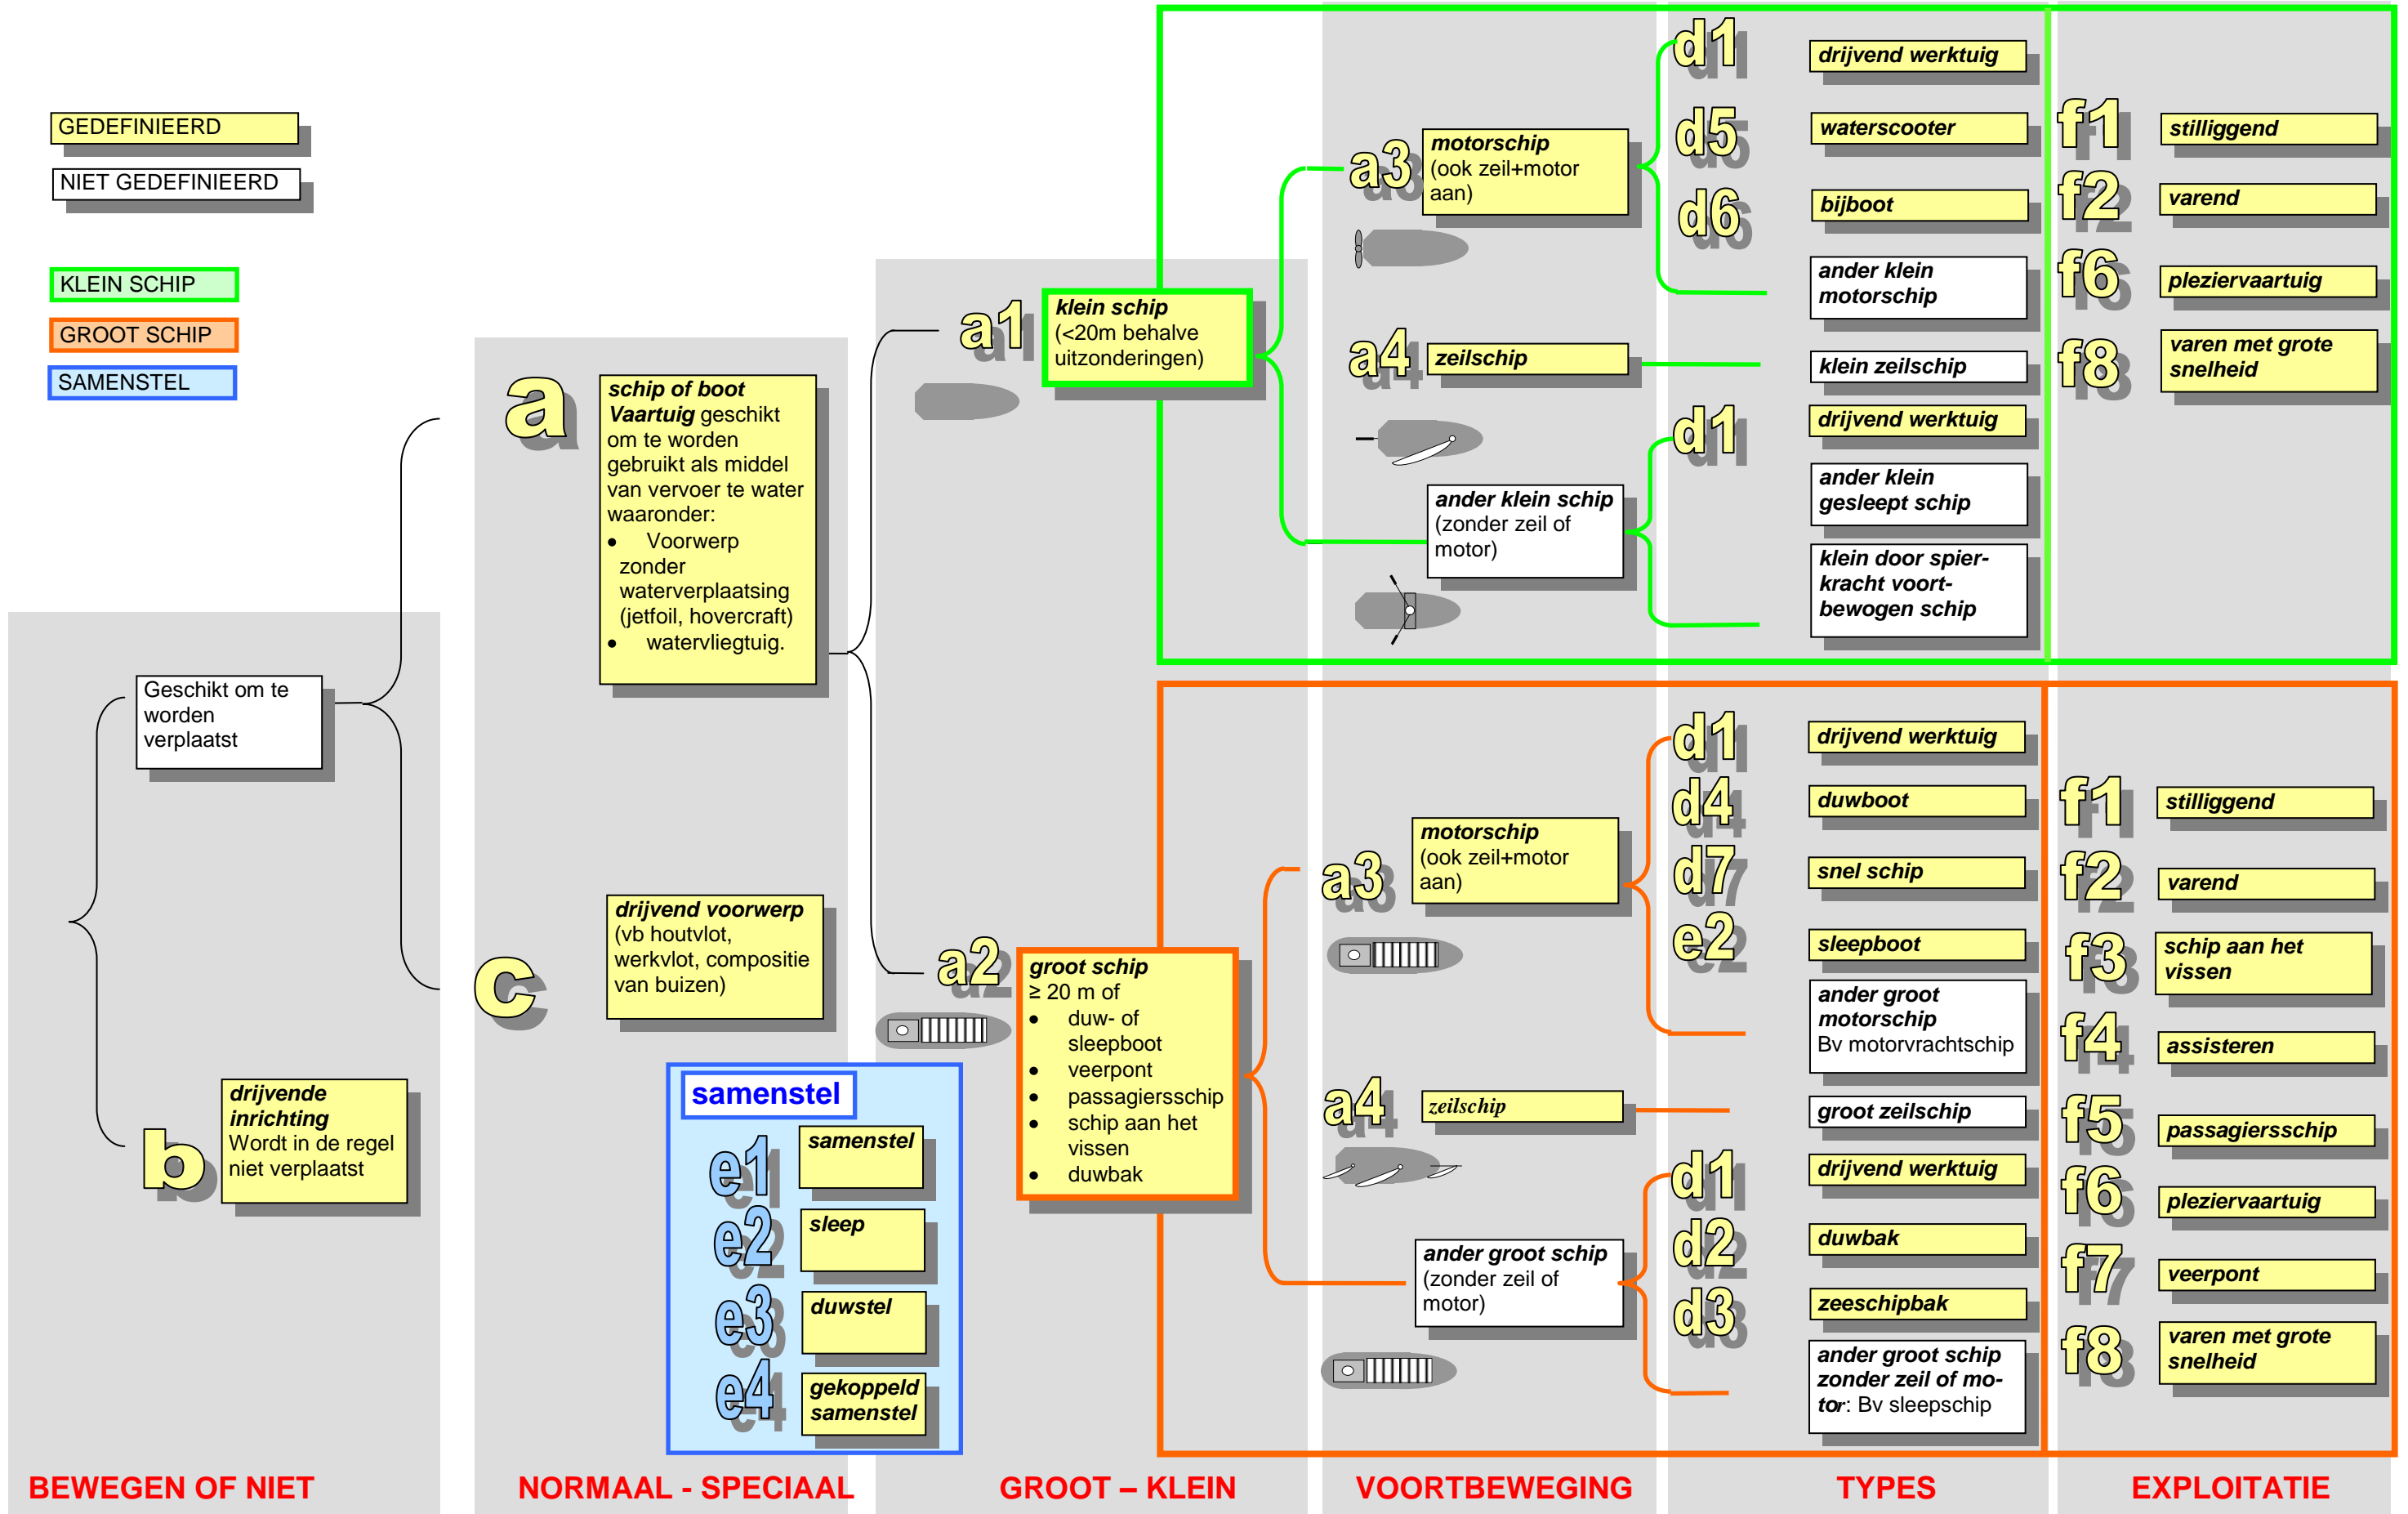 GEDEFINIEERD
NIET GEDEFINIEERD
KLEIN SCHIP
GROOT SCHIP
SAMENSTEL
Geschikt om te
worden
verplaatst
b
drijvende
inrichting
Wordt in de regel
niet verplaatst
BEWEGEN OF NIET
a
schip of boot
Vaartuig geschikt
om te worden
gebruikt als middel
van vervoer te water
waaronder:
• Voorwerp
zonder
waterverplaatsing
(jetfoil, hovercraft)
• watervliegtuig.
c
drijvend voorwerp
(vb houtvlot,
werkvlot, compositie
van buizen)
samenstel
e1 samenstel
e2 sleep
e3 duwstel
e4 gekoppeld
samenstel
NORMAAL - SPECIAAL
a1
klein schip
(<20m behalve
uitzonderingen)
a2
groot schip
≥ 20 m of
• duw- of
sleepboot
• veerpont
• passagiersschip
• schip aan het
vissen
• duwbak
GROOT – KLEIN
a3
motorschip
(ook zeil+motor
aan)
a4 zeilschip
ander klein schip
(zonder zeil of
motor)
a3
motorschip
(ook zeil+motor
aan)
a4 zeilschip
ander groot schip
(zonder zeil of
motor)
VOORTBEWEGING
d1 drijvend werktuig
d5 waterscooter
d6 bijboot
ander klein
motorschip
klein zeilschip
d1 drijvend werktuig
ander klein
gesleept schip
klein door spier-
kracht voort-
bewogen schip
d1 drijvend werktuig
d4 duwboot
d7 snel schip
e2 sleepboot
ander groot
motorschip
Bv motorvrachtschip
groot zeilschip
d1 drijvend werktuig
d2 duwbak
d3 zeeschipbak
ander groot schip
zonder zeil of mo-
tor: Bv sleepschip
TYPES
f1 stilliggend
f2 varend
f6 pleziervaartuig
f8 varen met grote
snelheid
f1 stilliggend
f2 varend
f3 schip aan het
vissen
f4 assisteren
f5 passagiersschip
f6 pleziervaartuig
f7 veerpont
f8 varen met grote
snelheid
EXPLOITATIE